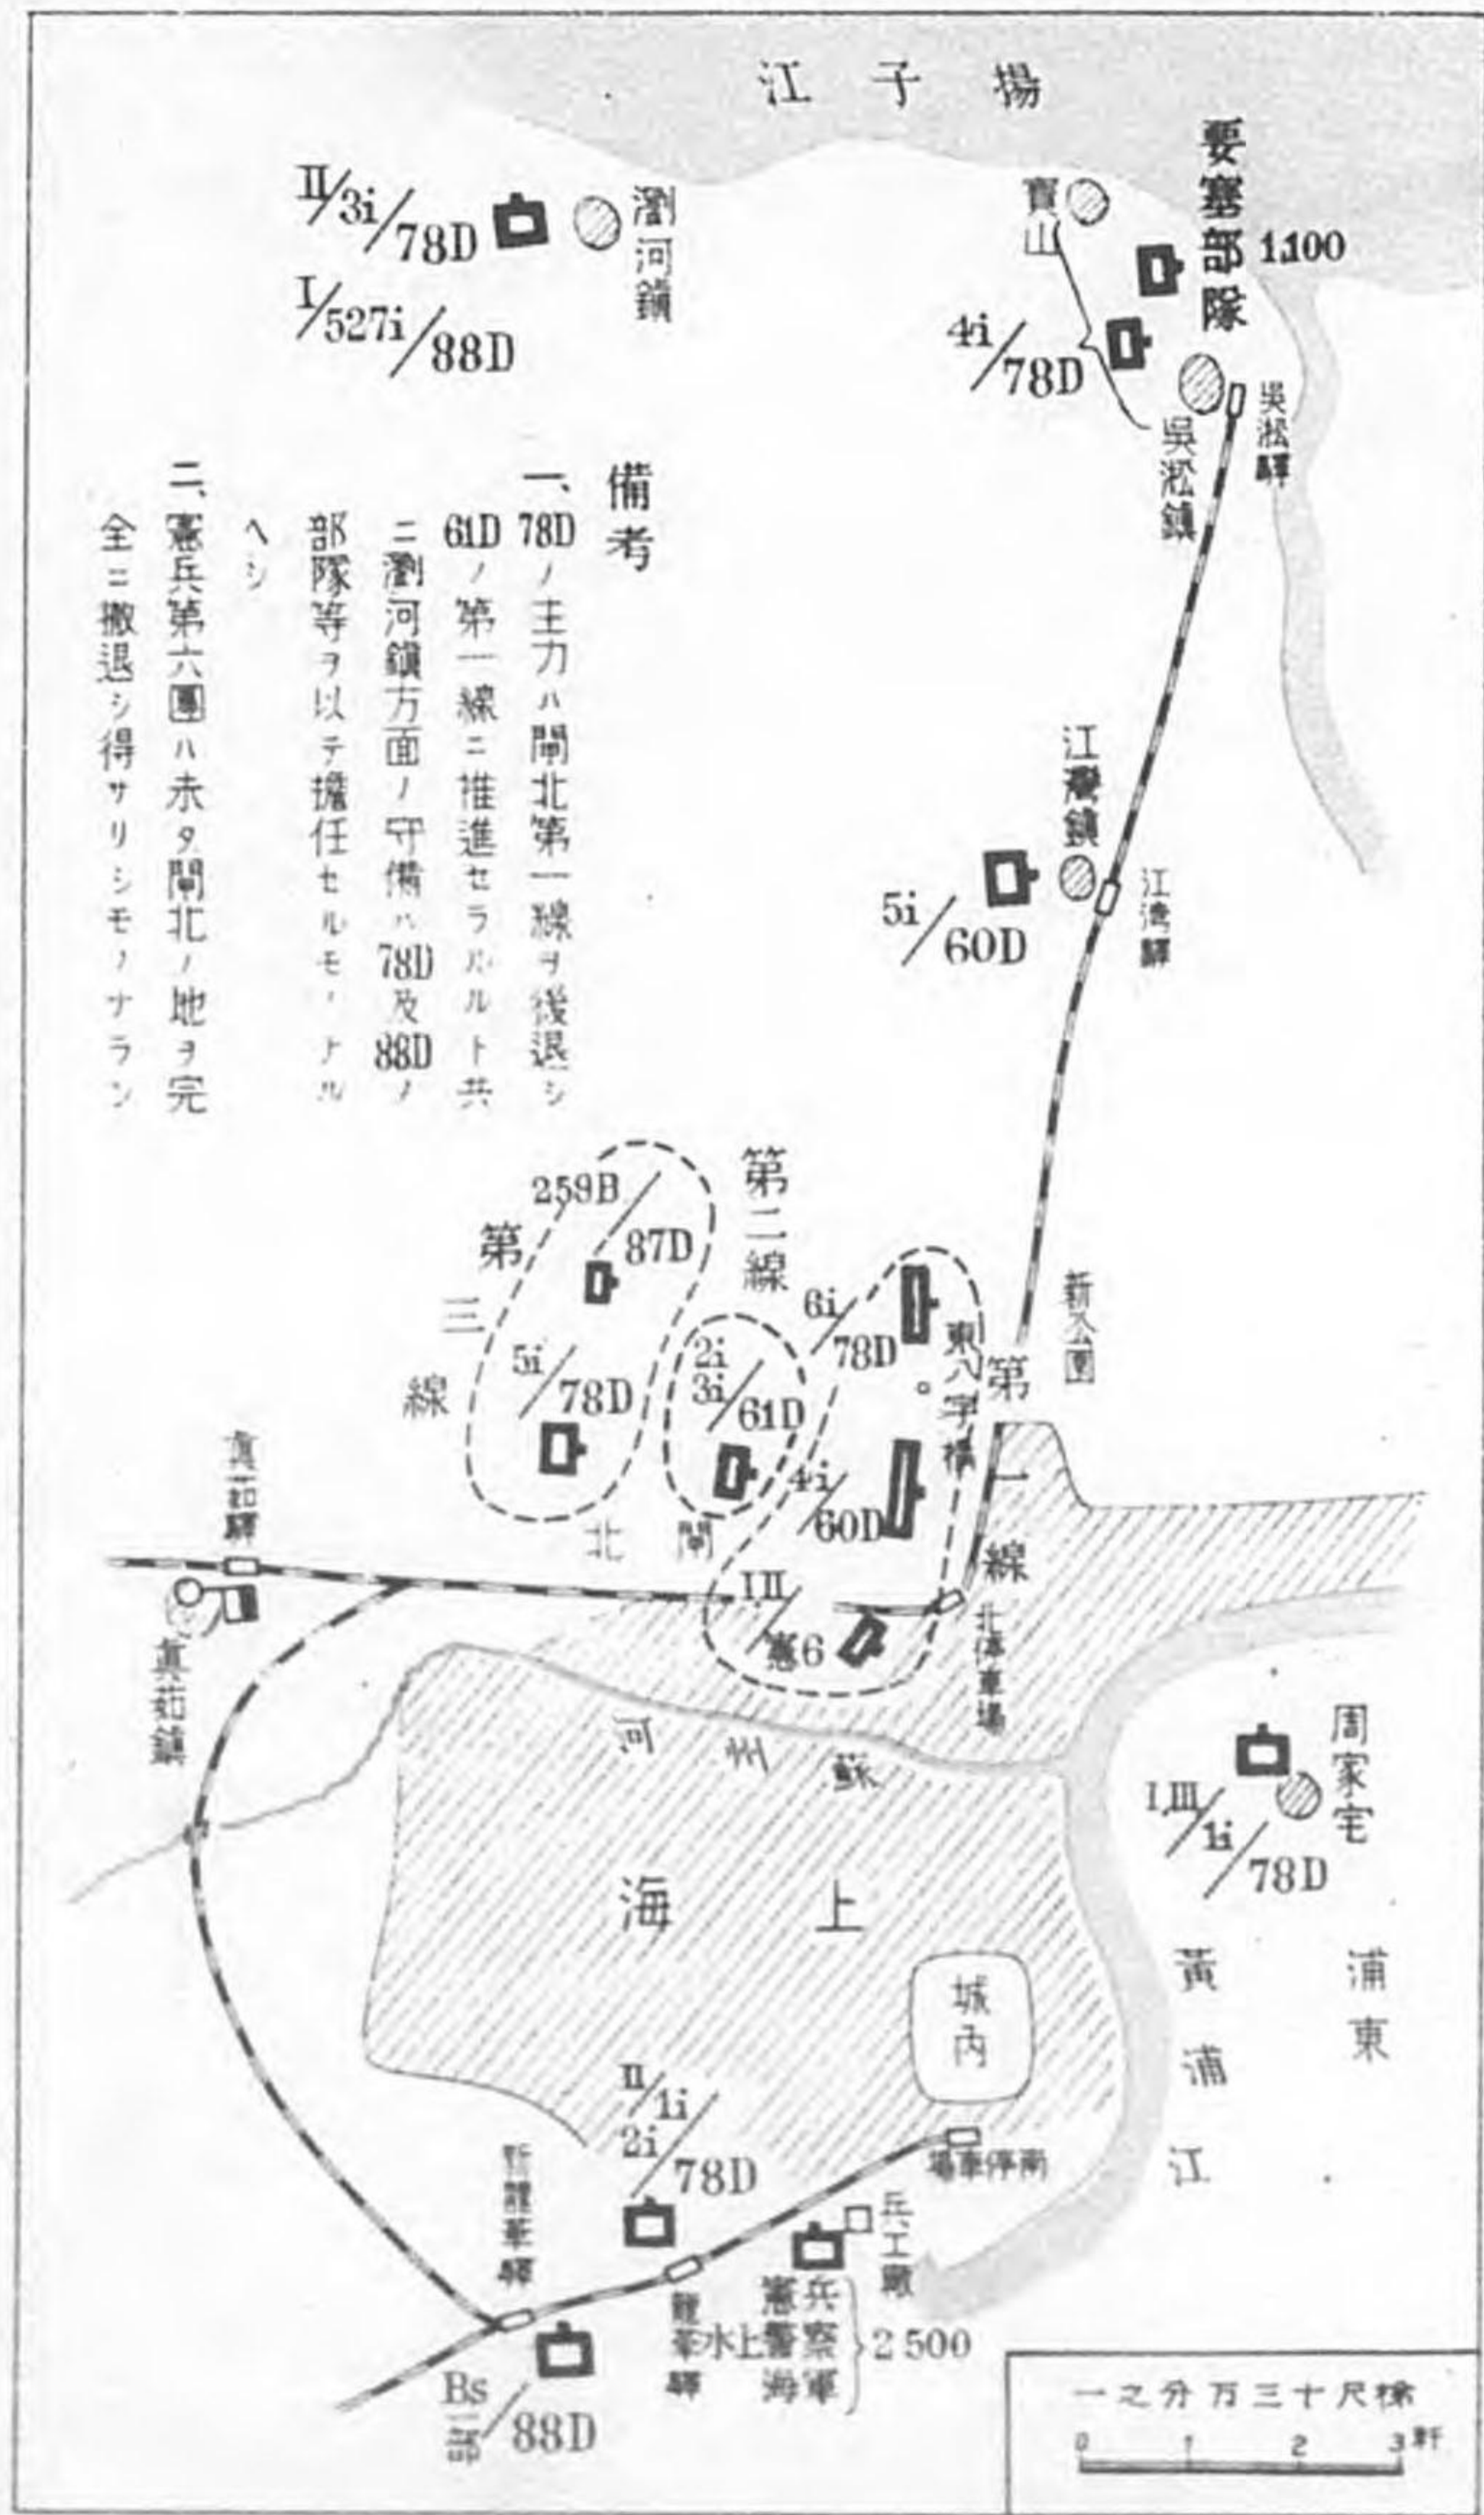 揚子江
要塞部隊 1.100
寶山
4i/78D
吳淞鎮
吳淞驛
瀏河鎮
II/3i/78D
I/527i/88D
備考
一、78Dノ主力ハ閘北第一線ヲ後退シ
61Dノ第一線ニ推進セラルルト共
ニ瀏河鎮方面ノ守備ハ78D及88Dノ
部隊等ヲ以テ擔任セルモノナル
ヘシ
二、憲兵第六團ハ未タ閘北ノ地ヲ完
全ニ撤退シ得サリシモノナラン
江灣鎮
江湾驛
5i/60D
第三線
259B/87D
5i/78D
第二線
2i
3i/61D
第一線
6i/78D
東八字橋
4i/60D
I II/憲6
新公園
閘北
北停車場
眞茹驛
眞茹鎮
蘇州河
上海
城内
周家宅
I,III/1i/78D
浦東
黃浦江
II/1i
2i/78D
南停車場
兵工廠
憲兵
水上警察
海軍
2500
龍華驛
新龍華驛
Bs一部/88D
梯尺十三万分之一
0 1 2 3粁